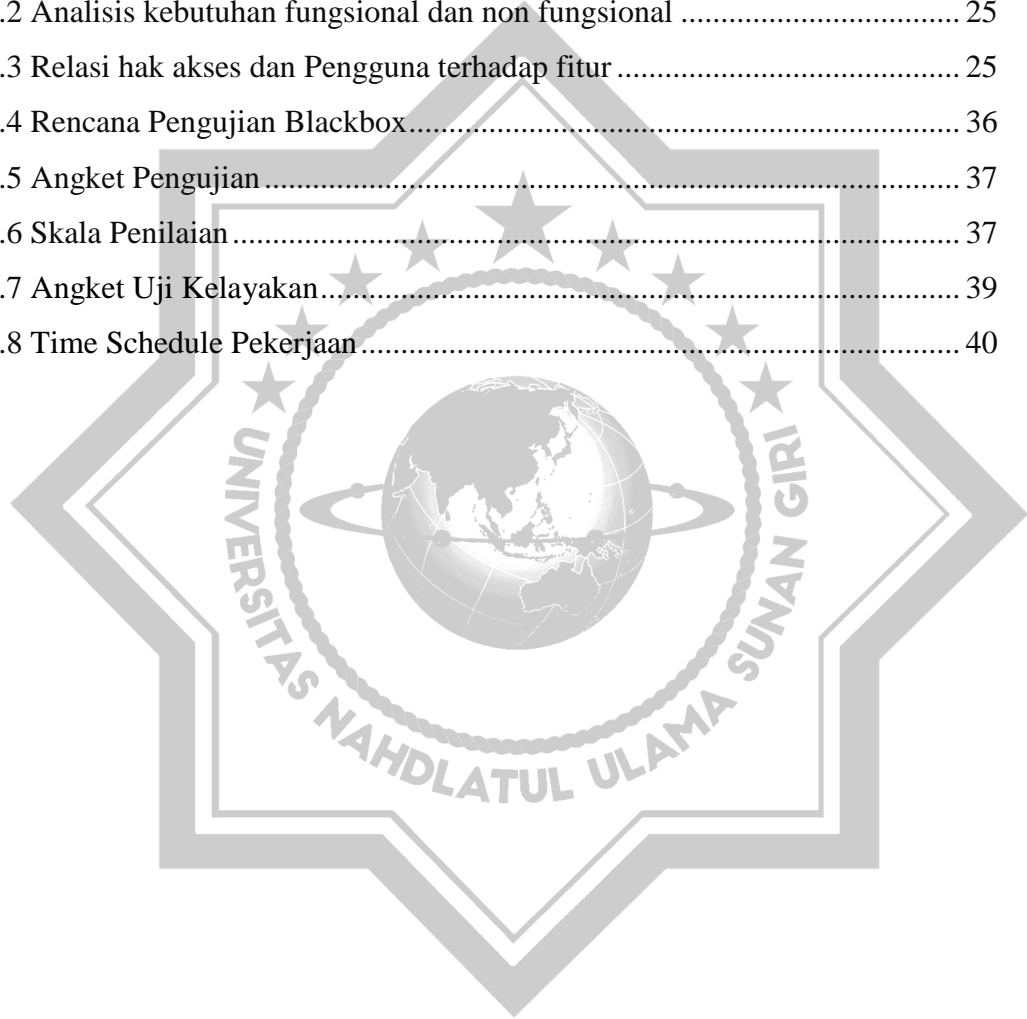 .2 Analisis kebutuhan fungsional dan non fungsional .................................. 25
.3 Relasi hak akses dan Pengguna terhadap fitur .......................................... 25
.4 Rencana Pengujian Blackbox.................................................................... 36
.5 Angket Pengujian ...................................................................................... 37
.6 Skala Penilaian .......................................................................................... 37
.7 Angket Uji Kelayakan............................................................................... 39
.8 Time Schedule Pekerjaan .......................................................................... 40
UNIVERSITAS NAHDLATUL ULAMA SUNAN GIRI